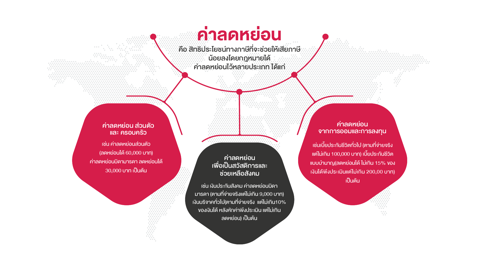 ค่าลดหย่อน
คือ สิทธิประโยชน์ทางภาษีที่จะช่วยให้เสียภาษี
น้อยลงโดยกฎหมายได้
ค่าลดหย่อนไว้หลายประเภท ได้แก่
ค่าลดหย่อน ส่วนตัว
และ ครอบครัว
เช่น ค่าลดหย่อนส่วนตัว
(ลดหย่อนได้ 60,000 บาท)
ค่าลดหย่อนบิดามารดา ลดหย่อนได้
30,000 บาท เป็นต้น
ค่าลดหย่อน
เพื่อเป็นสวัสดิการและ
ช่วยเหลือสังคม
เช่น เงินประกันสังคม ค่าลดหย่อนบิดา
มารดา (ตามที่จ่ายจริงแต่ไม่เกิน 9,000 บาท)
เงินบริจาคทั่วไป(ตามที่จ่ายจริง แต่ไม่เกิน10%
ของเงินได้ หลังหักค่าพึงประเมิน แต่ไม่เกิน
ลดหย่อน) เป็นต้น
ค่าลดหย่อน
จากการออมและการลงทุน
เช่นเบี้ยประกันชีวิตทั่วไป (ตามที่จ่ายจริง
แต่ไม่เกิน 100,000 บาท) เบี้ยประกันชีวิต
แบบบำนาญ(ลดหย่อนได้ ไม่เกิน 15% ของ
เงินได้พึงประเมินแต่ไม่เกิน 200,00 บาท)
เป็นต้น